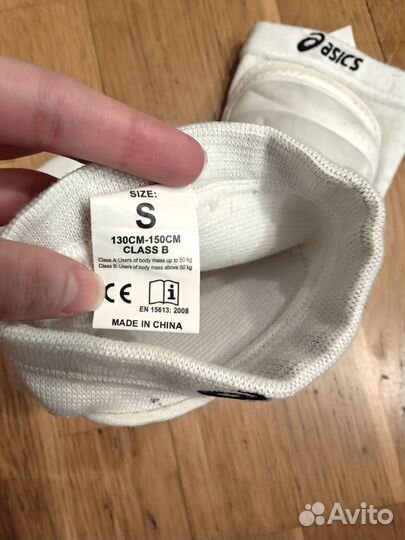 asics
SIZE:
S
130CM-150CM
CLASS B
Class A: Users of body mass up to 50 kg
Class B: Users of body mass above 50 kg
CE
EN 15613: 2008
MADE IN CHINA
Avito